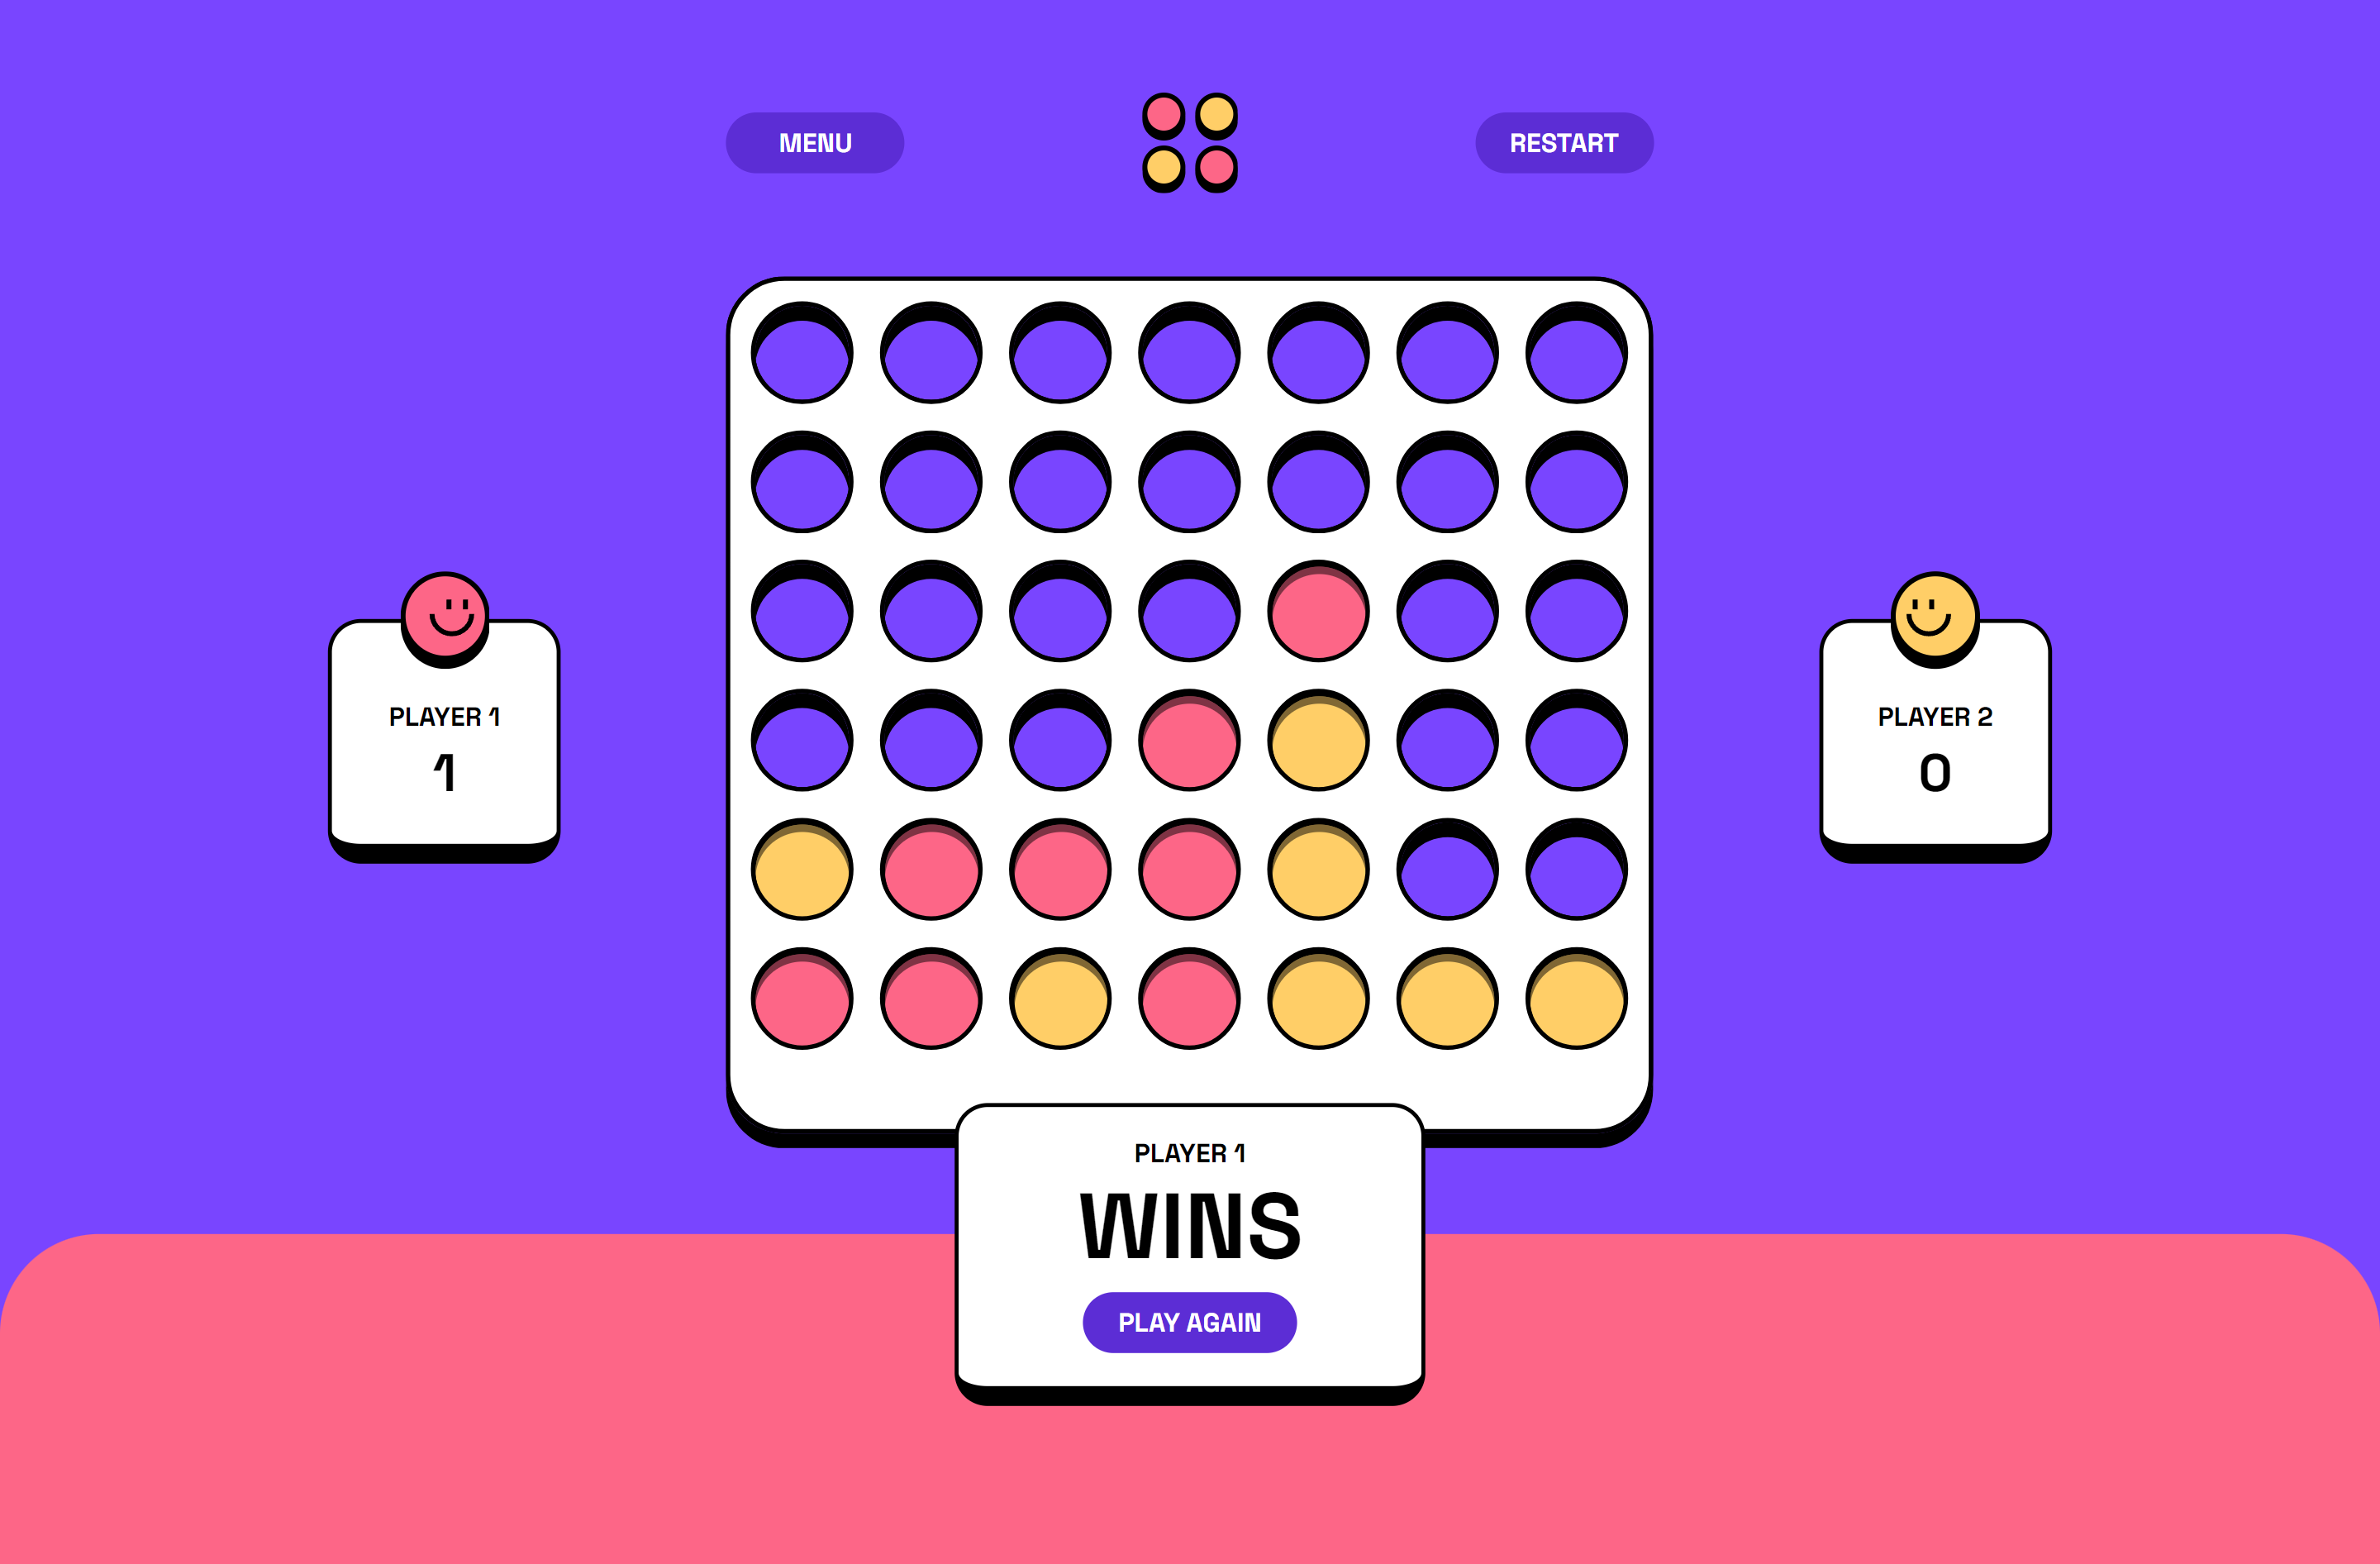 MENU
RESTART
PLAYER 1
1
PLAYER 2
0
PLAYER 1
WINS
PLAY AGAIN